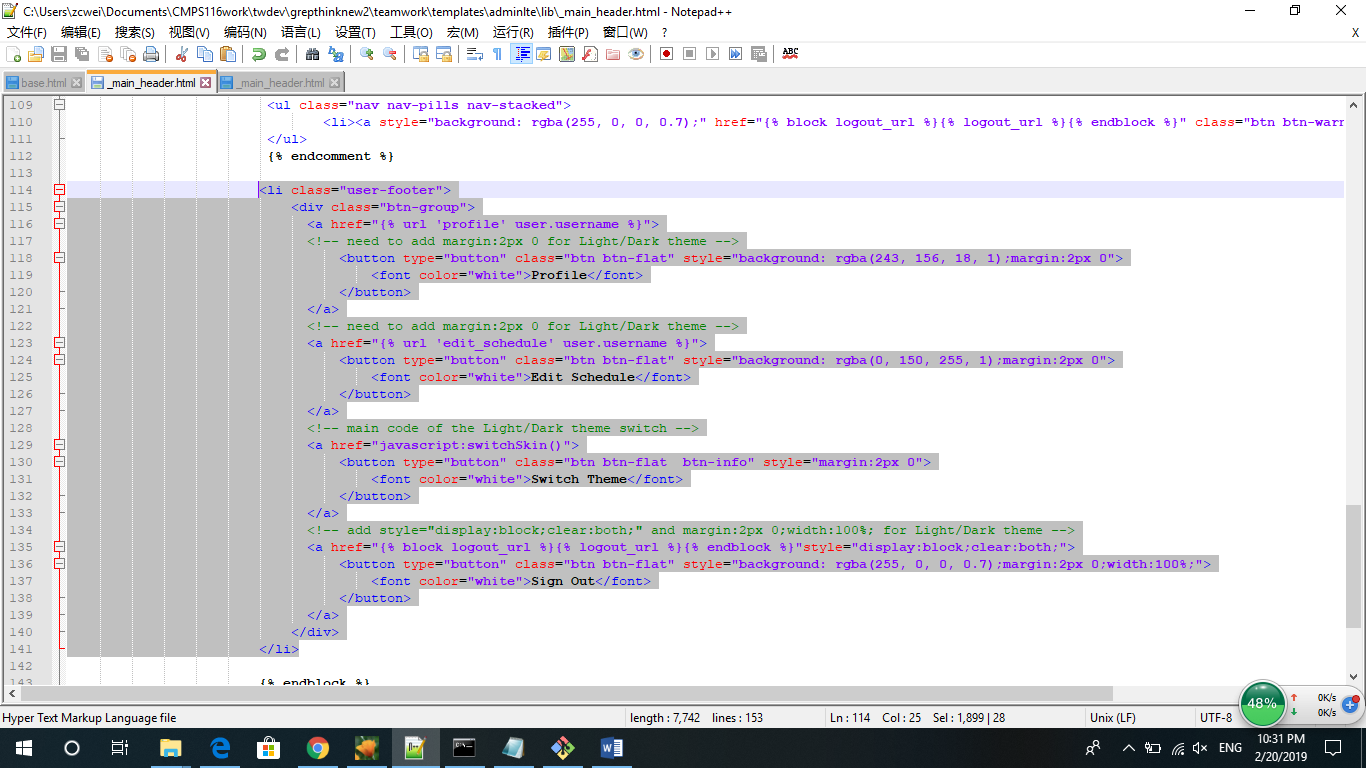 C:\Users\zcwei\Documents\CMPS116work\twdev\grepthinknew2\teamwork\templates\adminlte\lib\_main_header.html - Notepad++
文件(F) 编辑(E) 搜索(S) 视图(V) 编码(N) 语言(L) 设置(T) 工具(O) 宏(M) 运行(R) 插件(P) 窗口(W) ? X
base.html _main_header.html _main_header.html
109 <ul class="nav nav-pills nav-stacked">
110 <li><a style="background: rgba(255, 0, 0, 0.7);" href="{% block logout_url %}{% logout_url %}{% endblock %}" class="btn btn-warn
111 </ul>
112 {% endcomment %}
113
114 <li class="user-footer">
115 <div class="btn-group">
116 <a href="{% url 'profile' user.username %}">
117 <!-- need to add margin:2px 0 for Light/Dark theme -->
118 <button type="button" class="btn btn-flat" style="background: rgba(243, 156, 18, 1);margin:2px 0">
119 <font color="white">Profile</font>
120 </button>
121 </a>
122 <!-- need to add margin:2px 0 for Light/Dark theme -->
123 <a href="{% url 'edit_schedule' user.username %}">
124 <button type="button" class="btn btn-flat" style="background: rgba(0, 150, 255, 1);margin:2px 0">
125 <font color="white">Edit Schedule</font>
126 </button>
127 </a>
128 <!-- main code of the Light/Dark theme switch -->
129 <a href="javascript:switchSkin()">
130 <button type="button" class="btn btn-flat  btn-info" style="margin:2px 0">
131 <font color="white">Switch Theme</font>
132 </button>
133 </a>
134 <!-- add style="display:block;clear:both;" and margin:2px 0;width:100%; for Light/Dark theme -->
135 <a href="{% block logout_url %}{% logout_url %}{% endblock %}"style="display:block;clear:both;">
136 <button type="button" class="btn btn-flat" style="background: rgba(255, 0, 0, 0.7);margin:2px 0;width:100%;">
137 <font color="white">Sign Out</font>
138 </button>
139 </a>
140 </div>
141 </li>
142
143 {% endblock %}
Hyper Text Markup Language file length : 7,742 lines : 153 Ln : 114 Col : 25 Sel : 1,899 | 28 Unix (LF) UTF-8
48% 0K/s
0K/s
ENG 10:31 PM
2/20/2019